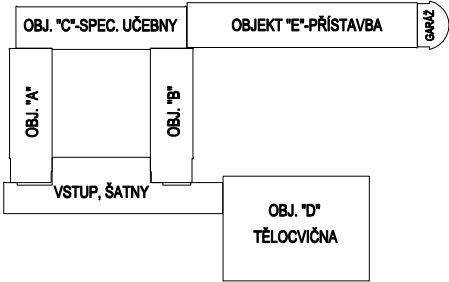 OBJ. "C"-SPEC. UČEBNY
OBJEKT "E"-PŘÍSTAVBA
GARÁŽ
OBJ. "A"
OBJ. "B"
VSTUP, ŠATNY
OBJ. "D"
TĚLOCVIČNA